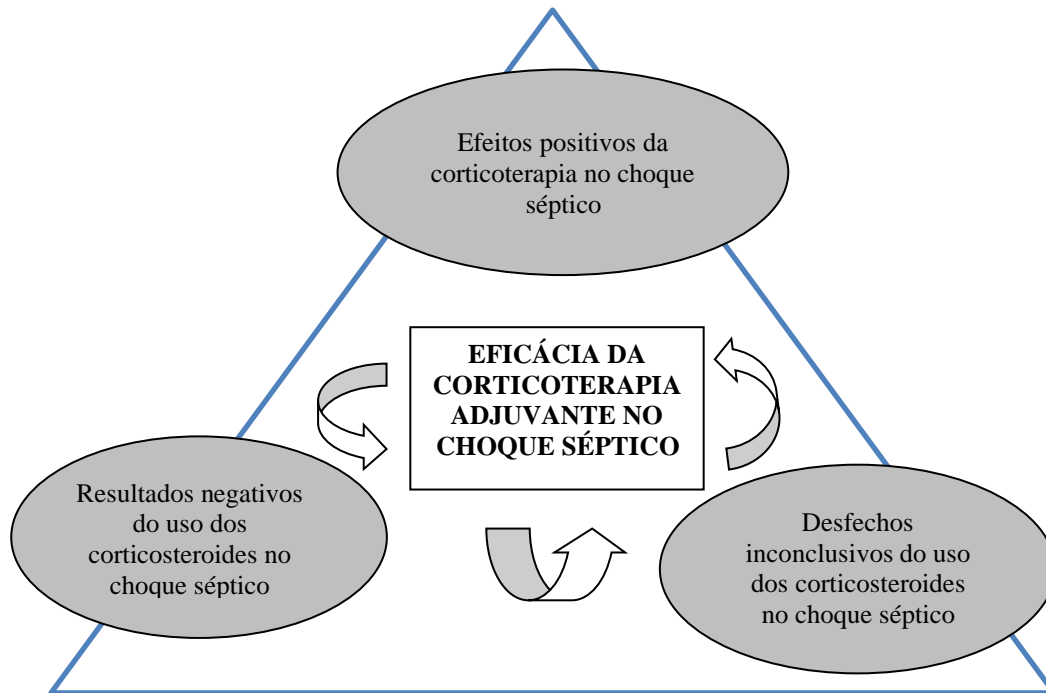 Efeitos positivos da
corticoterapia no choque
séptico
EFICÁCIA DA
CORTICOTERAPIA
ADJUVANTE NO
CHOQUE SÉPTICO
Resultados negativos
do uso dos
corticosteroides no
choque séptico
Desfechos
inconclusivos do uso
dos corticosteroides
no choque séptico